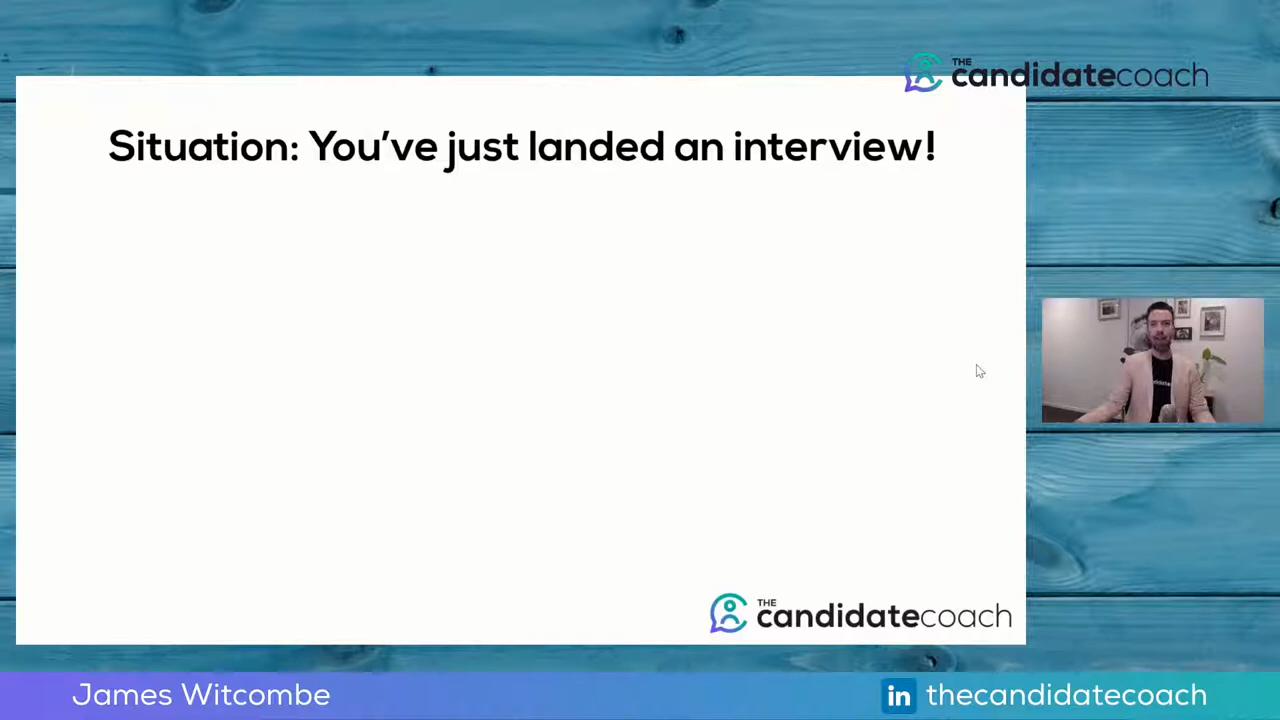 THE
candidatecoach
Situation: You've just landed an interview!
THE
candidatecoach
James Witcombe
in thecandidatecoach